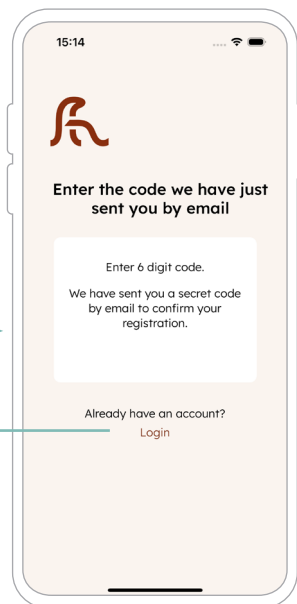 15:14
Enter the code we have just
sent you by email
Enter 6 digit code.
We have sent you a secret code
by email to confirm your
registration.
Already have an account?
Login